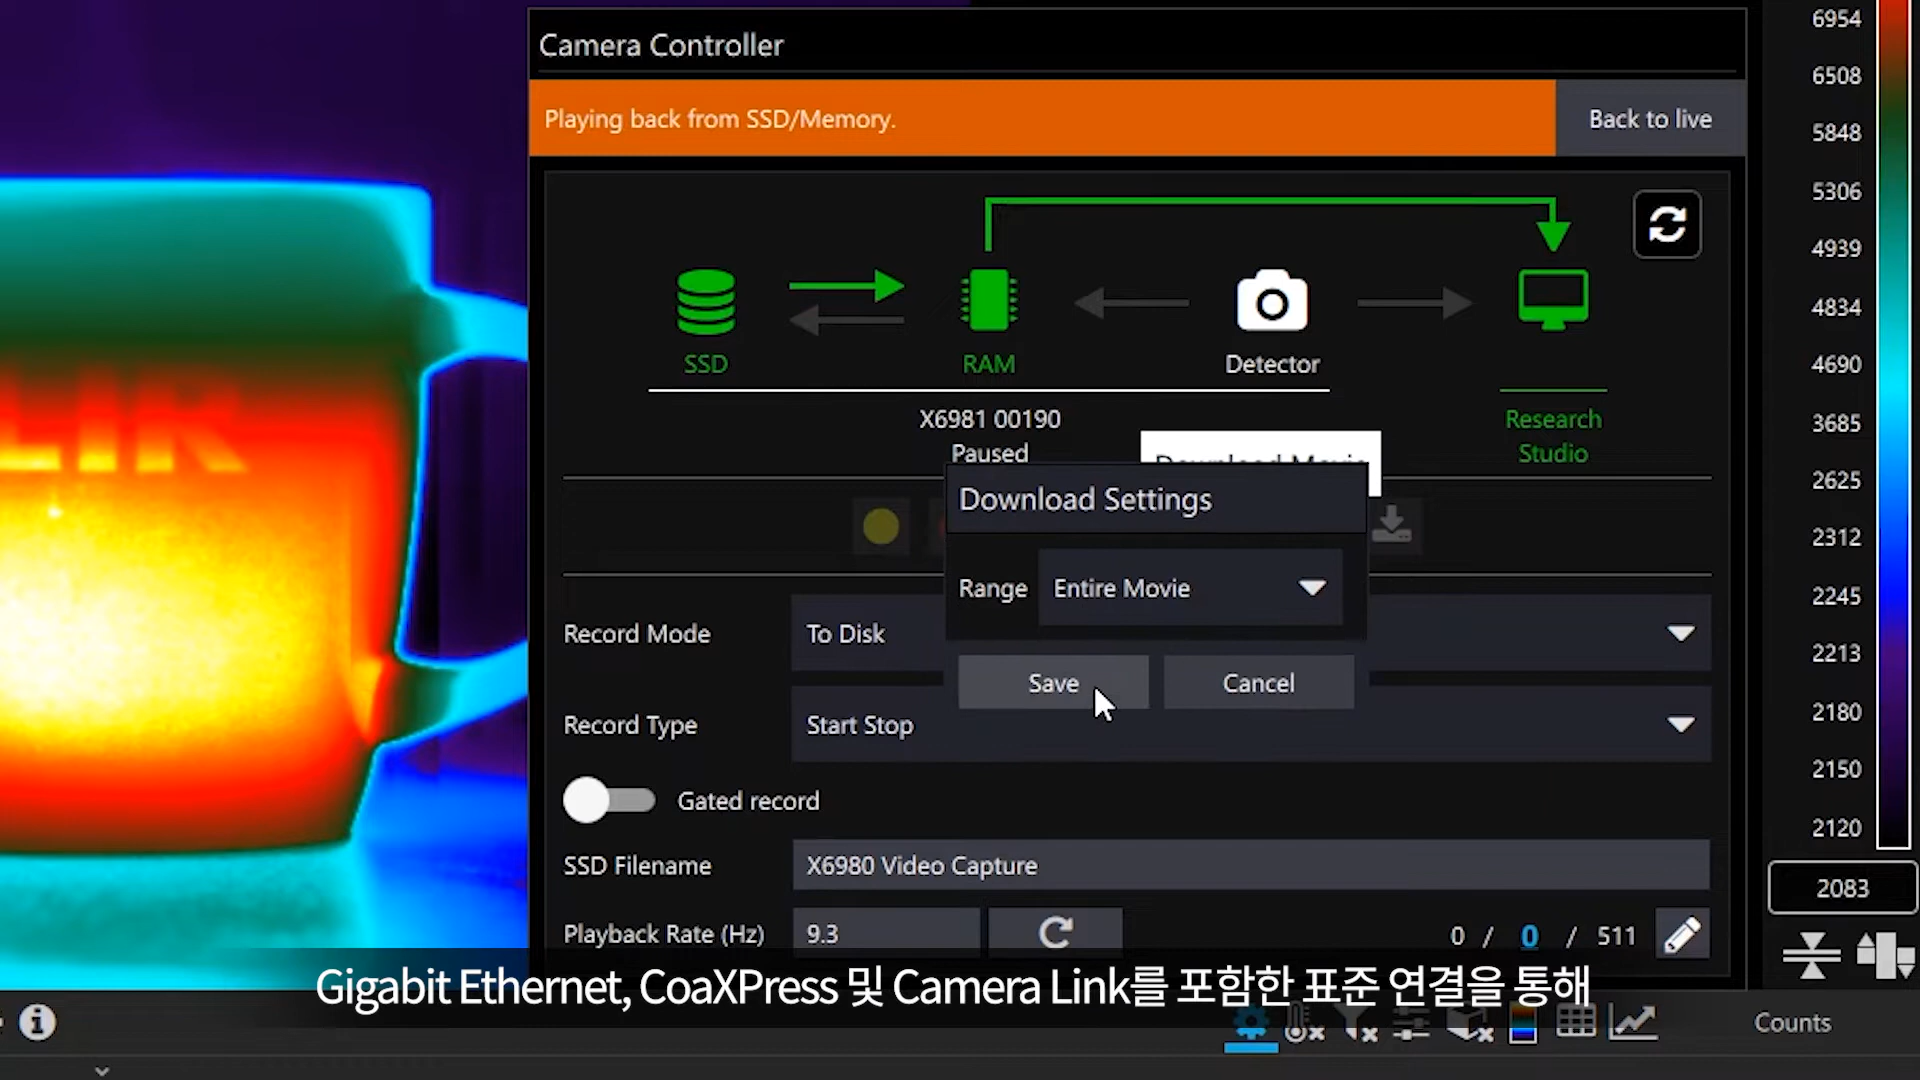 Camera Controller
Playing back from SSD/Memory.
Back to live
SSD
RAM
Detector
X6981 00190
Paused
Research
Studio
Download Movie
Download Settings
Range
Entire Movie
Save
Cancel
Record Mode
To Disk
Record Type
Start Stop
Gated record
SSD Filename
X6980 Video Capture
Playback Rate (Hz)
9.3
0 / 0 / 511
6954
6508
5848
5306
4939
4834
4690
3685
2625
2312
2245
2213
2180
2150
2120
2083
Gigabit Ethernet, CoaXPress 및 Camera Link를 포함한 표준 연결을 통해
Counts